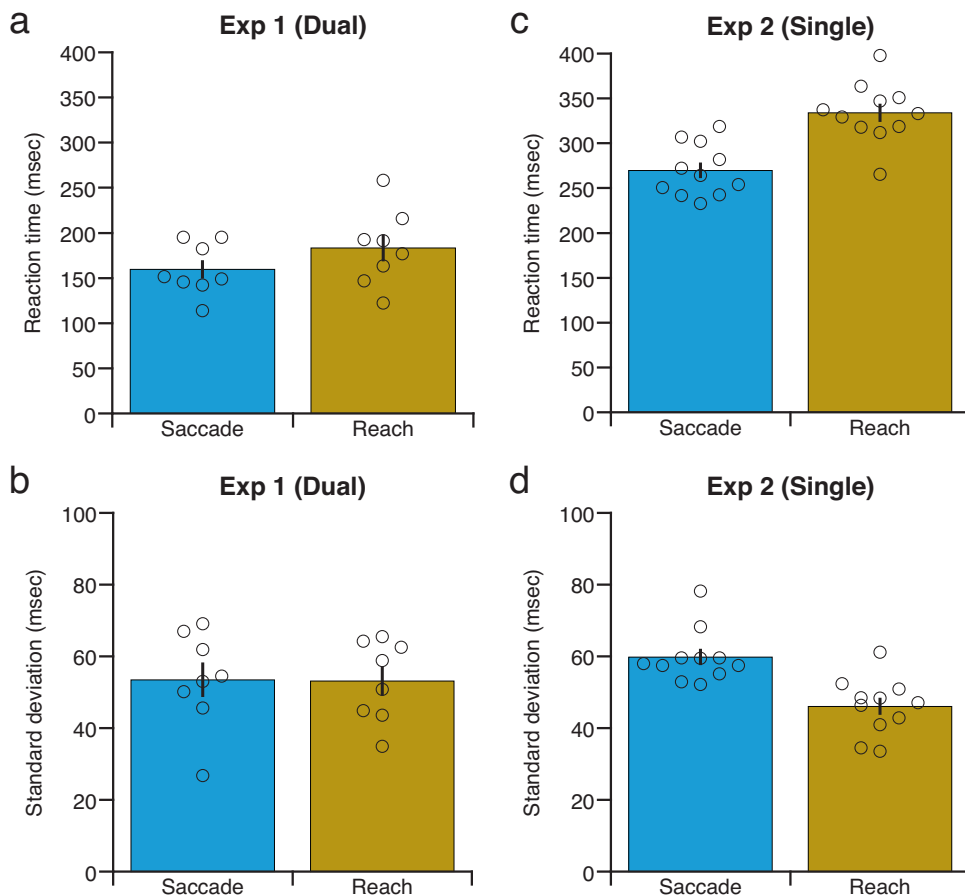 a
Exp 1 (Dual)
Reaction time (msec)
400
350
300
250
200
150
100
50
0
Saccade
Reach
b
Exp 1 (Dual)
Standard deviation (msec)
100
80
60
40
20
0
Saccade
Reach
c
Exp 2 (Single)
Reaction time (msec)
400
350
300
250
200
150
100
50
0
Saccade
Reach
d
Exp 2 (Single)
Standard deviation (msec)
100
80
60
40
20
0
Saccade
Reach